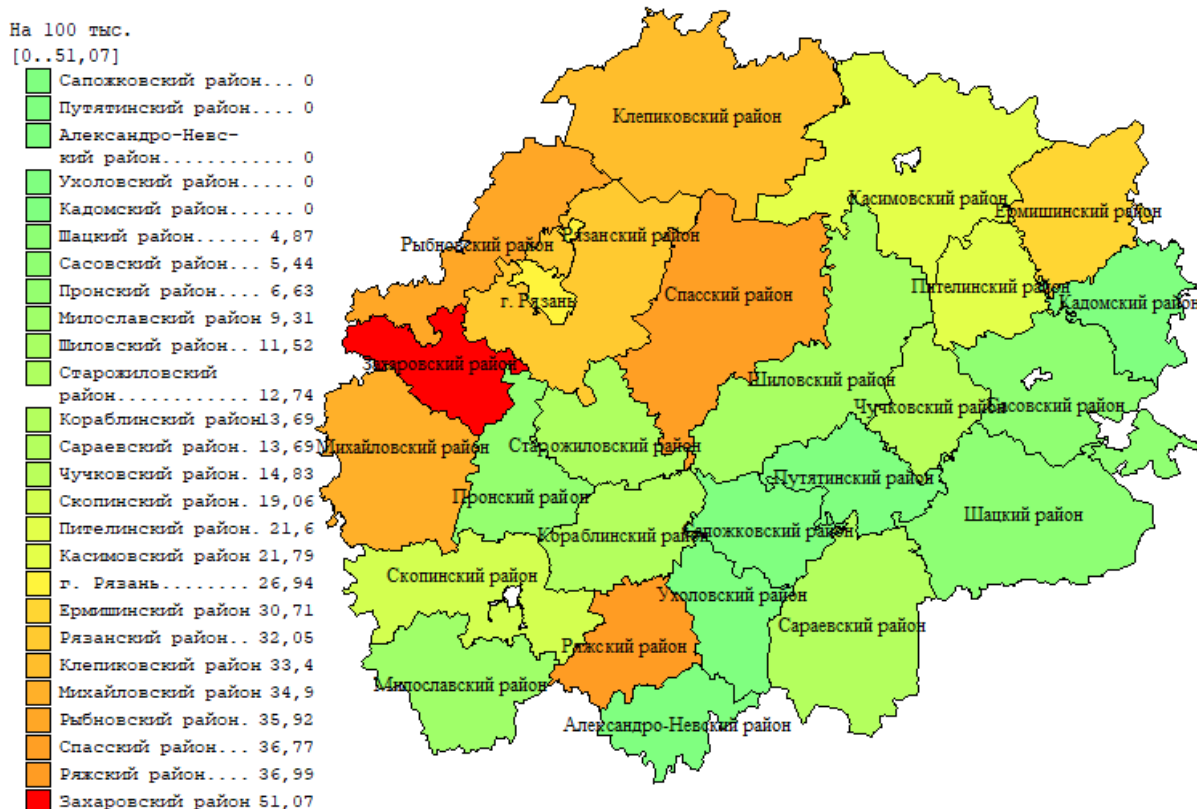 На 100 тыс.
[0..51,07]
Сапожковский район... 0
Путятинский район.... 0
Александро-Невс-
кий район............ 0
Ухоловский район..... 0
Кадомский район...... 0
Шацкий район...... 4,87
Сасовский район... 5,44
Пронский район.... 6,63
Милославский район 9,31
Шиловский район.. 11,52
Старожиловский
район............ 12,74
Кораблинский район13,69
Сараевский район. 13,69
Чучковский район. 14,83
Скопинский район. 19,06
Пителинский район. 21,6
Касимовский район 21,79
г. Рязань........ 26,94
Ермишинский район 30,71
Рязанский район.. 32,05
Клепиковский район 33,4
Михайловский район 34,9
Рыбновский район. 35,92
Спасский район... 36,77
Ряжский район.... 36,99
Захаровский район 51,07
Клепиковский район
Касимовский район
Ермишинский район
Рязанский район
Рыбновский район
Пителинский район
Спасский район
г. Рязань
Кадомский район
Захаровский район
Шиловский район
Чучковский район
Сасовский район
Михайловский район
Старожиловский район
Пронский район
Путятинский район
Шацкий район
Кораблинский район
Сапожковский район
Скопинский район
Ухоловский район
Сараевский район
Ряжский район
Милославский район
Александро-Невский район